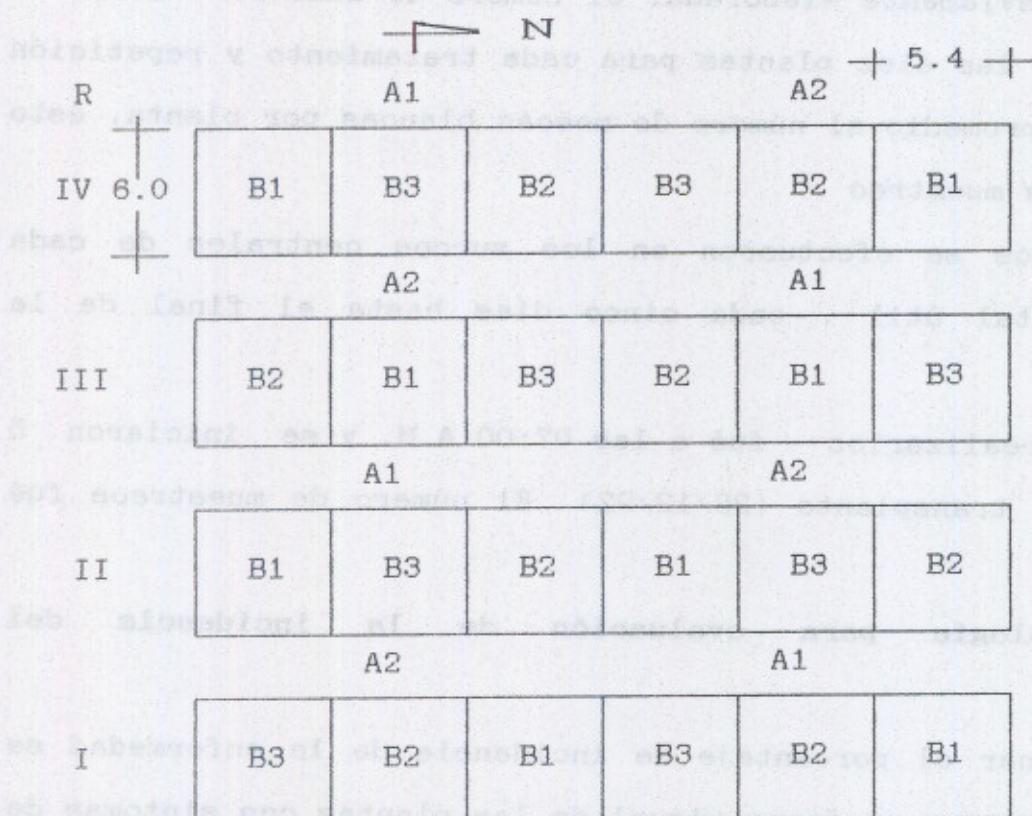 N
5.4
R A1 A2
IV 6.0 B1 B3 B2 B3 B2 B1
A2 A1
III B2 B1 B3 B2 B1 B3
A1 A2
II B1 B3 B2 B1 B3 B2
A2 A1
I B3 B2 B1 B3 B2 B1